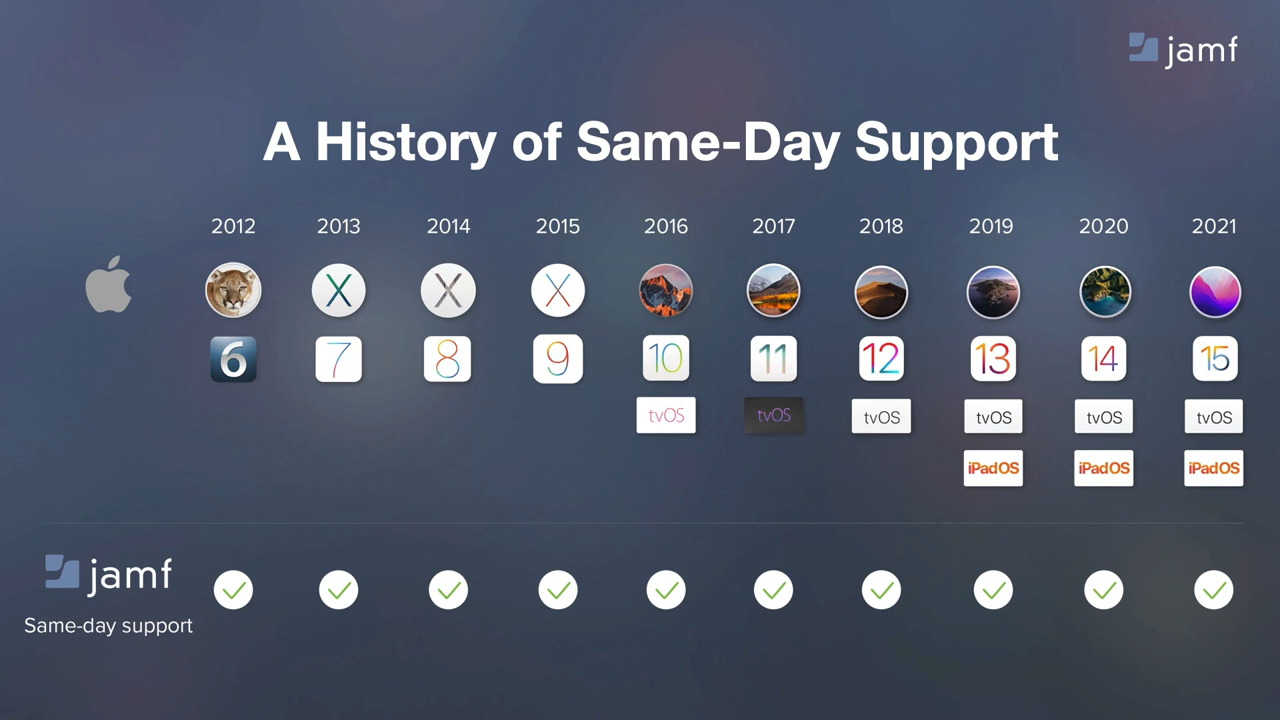 jamf
A History of Same-Day Support
2012 2013 2014 2015 2016 2017 2018 2019 2020 2021
X X X
6 7 8 9 10 11 12 13 14 15
tvOS tvOS tvOS tvOS tvOS tvOS
iPadOS iPadOS iPadOS
jamf
Same-day support